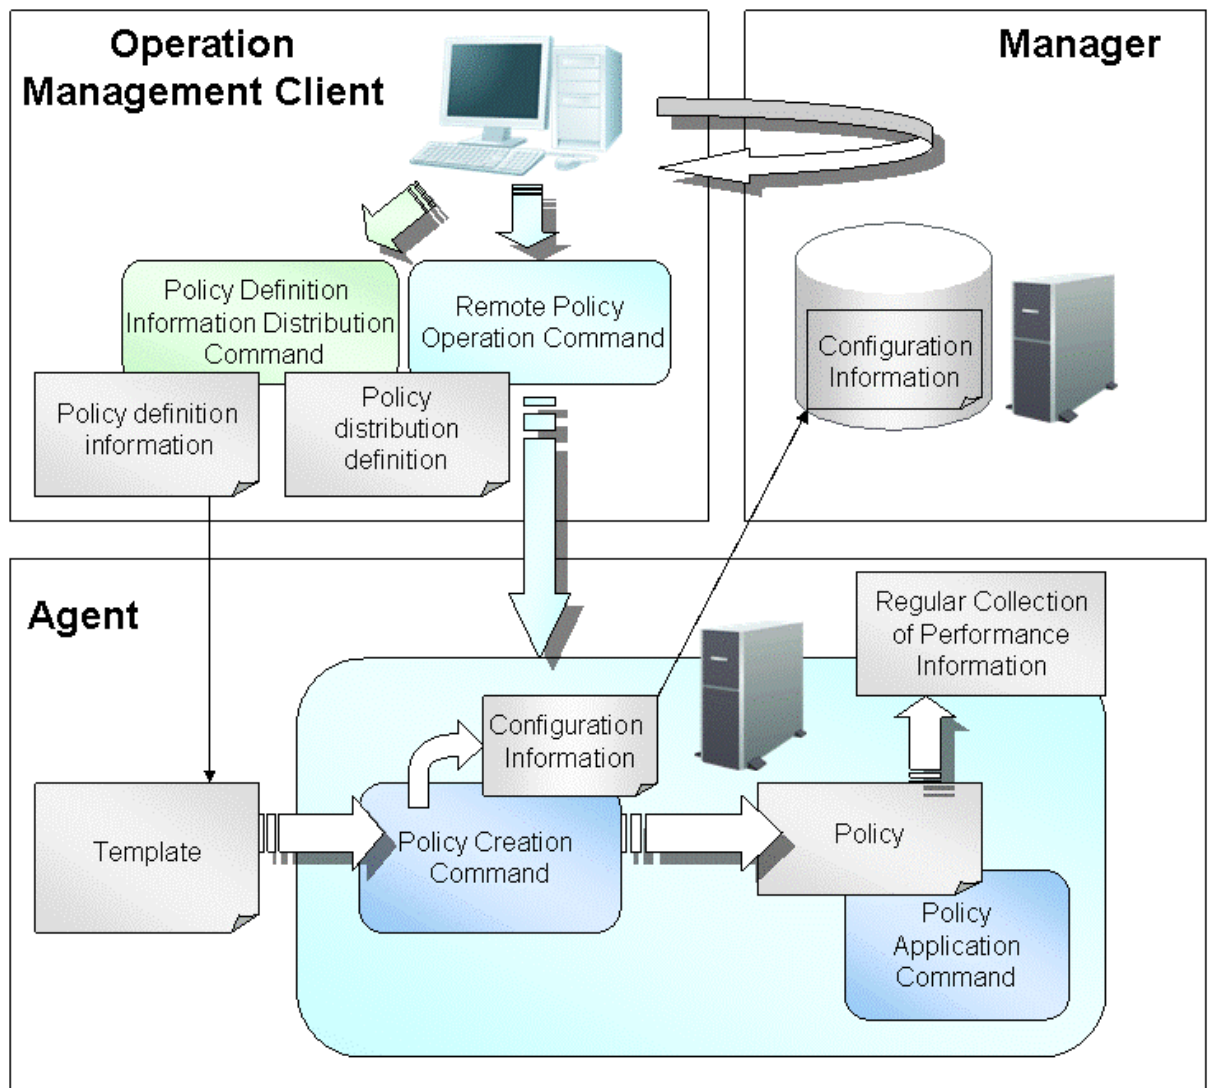 Operation
Management Client
Manager
Policy Definition
Information Distribution
Command
Remote Policy
Operation Command
Configuration
Information
Policy definition
information
Policy
distribution
definition
Agent
Regular Collection
of Performance
Information
Configuration
Information
Template
Policy Creation
Command
Policy
Policy
Application
Command